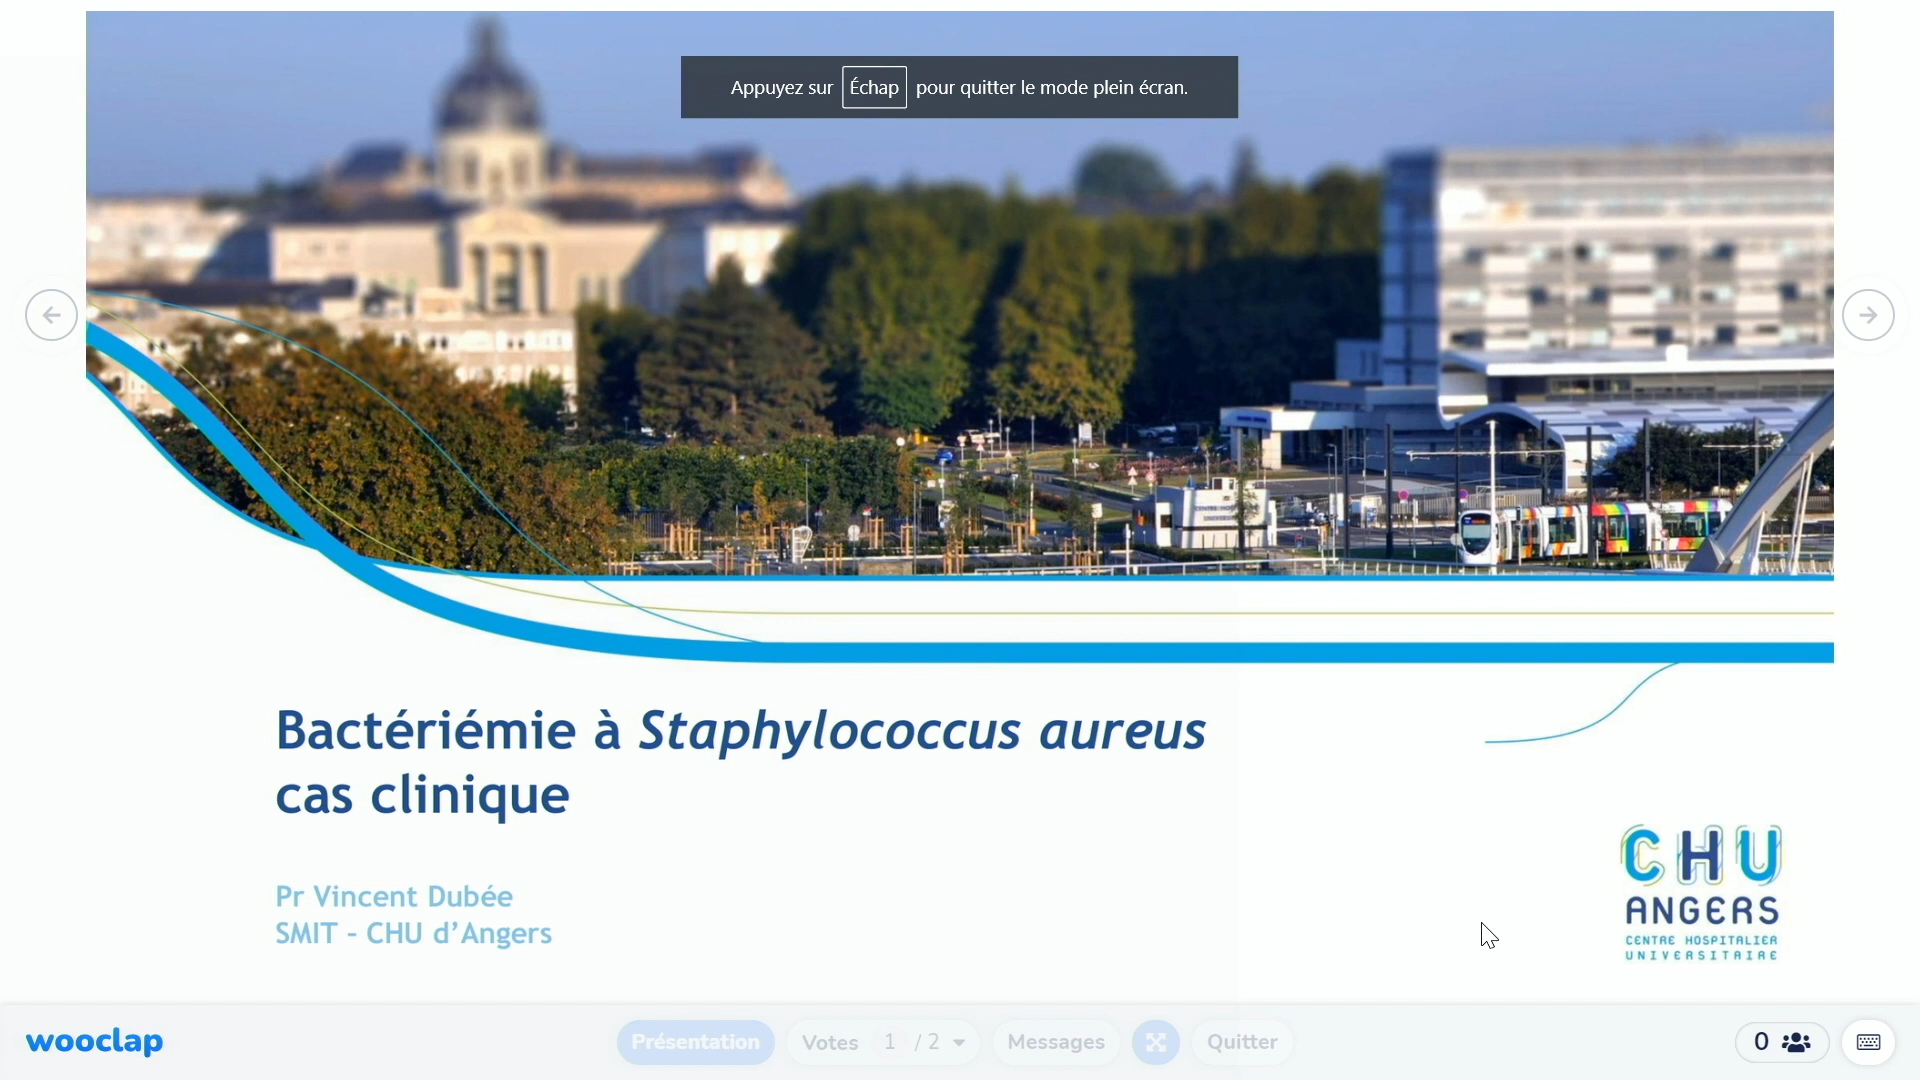 Appuyez sur Échap pour quitter le mode plein écran.
Bactériémie à Staphylococcus aureus
cas clinique
Pr Vincent Dubée
SMIT – CHU d’Angers
CHU
ANGERS
CENTRE HOSPITALIER
UNIVERSITAIRE
wooclap
Présentation
Votes 1 / 2
Messages
Quitter
0